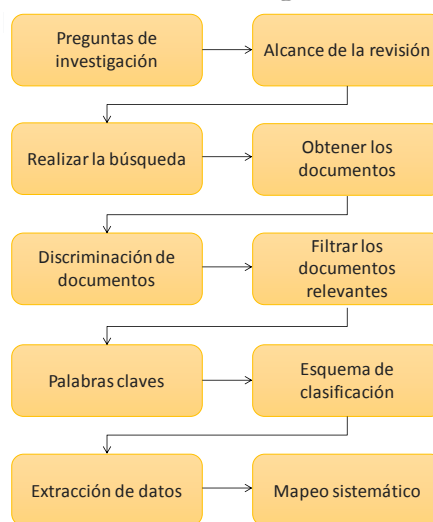 Preguntas de
investigación
Alcance de la revisión
Realizar la búsqueda
Obtener los
documentos
Discriminación de
documentos
Filtrar los
documentos
relevantes
Palabras claves
Esquema de
clasificación
Extracción de datos
Mapeo sistemático